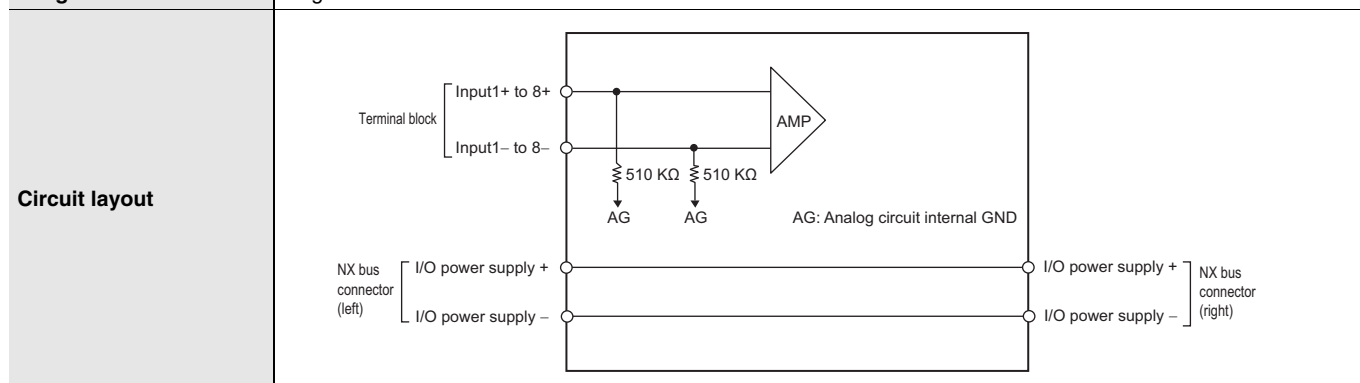 Circuit layout
Terminal block
Input1+ to 8+
Input1− to 8−
AMP
510 KΩ
510 KΩ
AG
AG
AG: Analog circuit internal GND
NX bus
connector
(left)
I/O power supply +
I/O power supply −
I/O power supply +
I/O power supply −
NX bus
connector
(right)